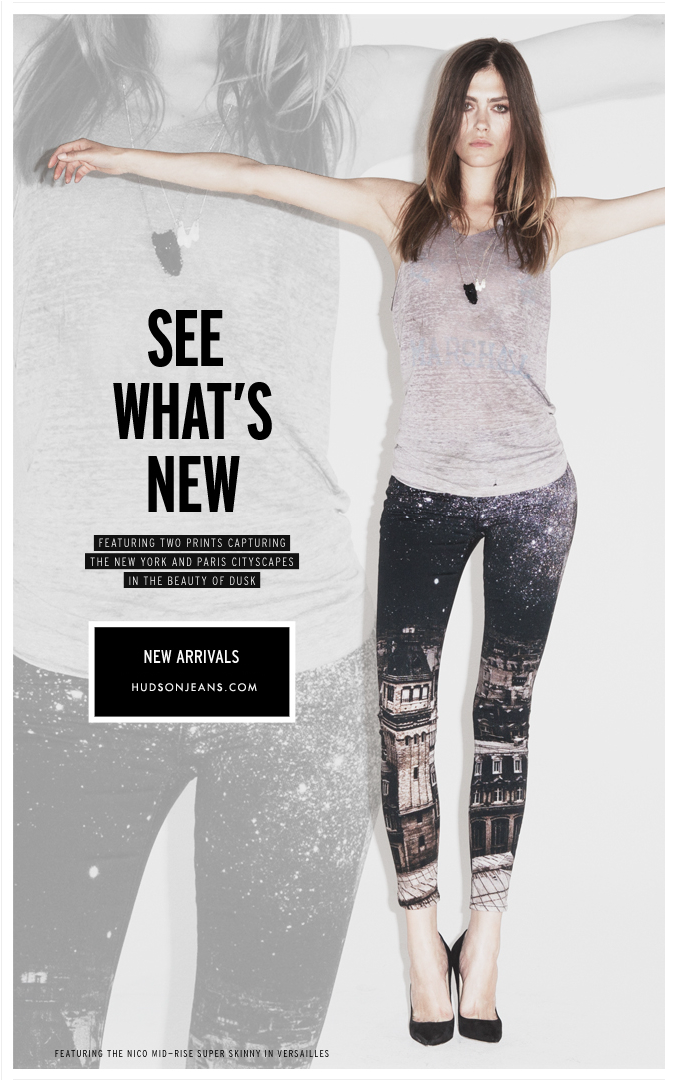 SEE
WHAT'S
NEW
FEATURING TWO PRINTS CAPTURING
THE NEW YORK AND PARIS CITYSCAPES
IN THE BEAUTY OF DUSK
NEW ARRIVALS
HUDSONJEANS.COM
FEATURING THE NICO MID-RISE SUPER SKINNY IN VERSAILLES